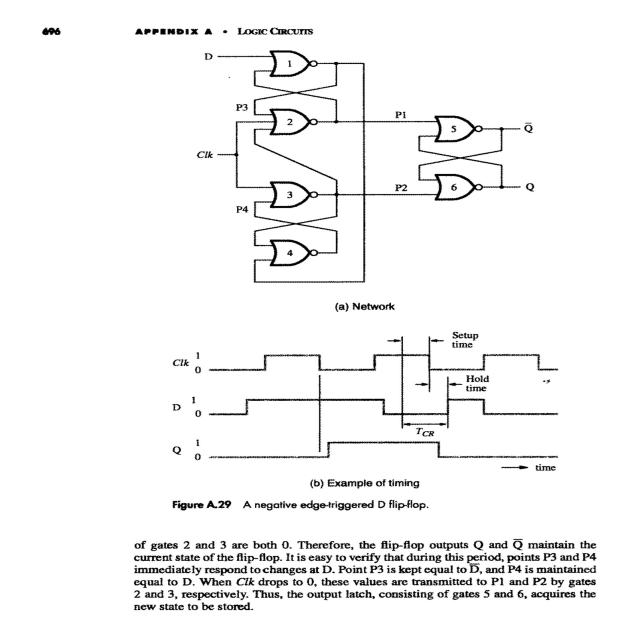 696 APPENDIX A • LOGIC CIRCUITS
D
1
P3
2
P1
5
Q̅
Clk
3
P2
6
Q
P4
4
(a) Network
Setup
time
Clk 1
0
Hold
time
D 1
0
T_CR
Q 1
0
time
(b) Example of timing
Figure A.29 A negative edge-triggered D flip-flop.
of gates 2 and 3 are both 0. Therefore, the flip-flop outputs Q and Q̅ maintain the
current state of the flip-flop. It is easy to verify that during this period, points P3 and P4
immediately respond to changes at D. Point P3 is kept equal to D̅, and P4 is maintained
equal to D. When Clk drops to 0, these values are transmitted to P1 and P2 by gates
2 and 3, respectively. Thus, the output latch, consisting of gates 5 and 6, acquires the
new state to be stored.